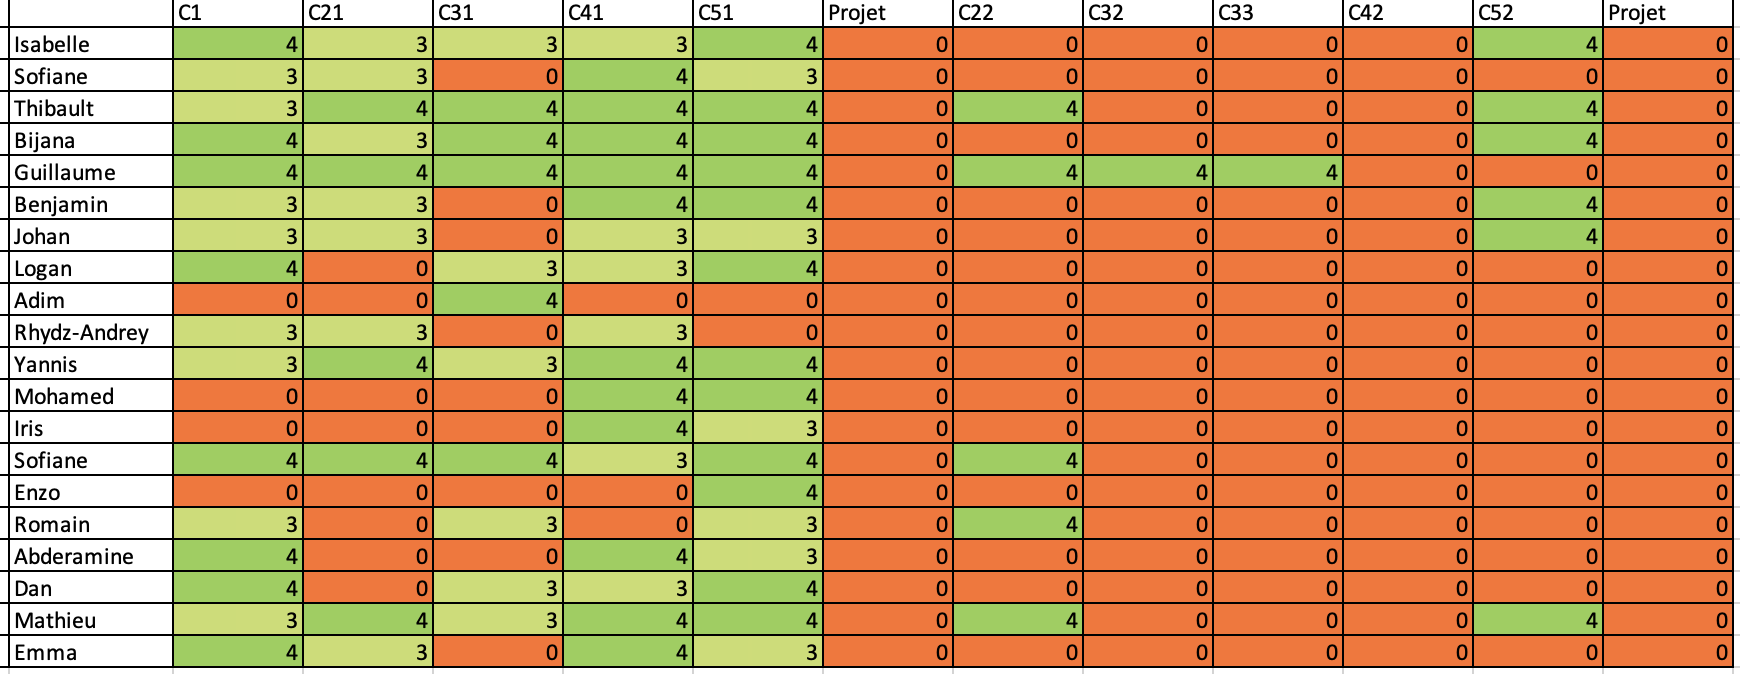 C1 C21 C31 C41 C51 Projet C22 C32 C33 C42 C52 Projet
Isabelle 4 3 3 3 4 0 0 0 0 0 4 0
Sofiane 3 3 0 4 3 0 0 0 0 0 0 0
Thibault 3 4 4 4 4 0 4 0 0 0 4 0
Bijana 4 3 4 4 4 0 0 0 0 0 4 0
Guillaume 4 4 4 4 4 0 4 4 4 0 0 0
Benjamin 3 3 0 4 4 0 0 0 0 0 4 0
Johan 3 3 0 3 3 0 0 0 0 0 4 0
Logan 4 0 3 3 4 0 0 0 0 0 0 0
Adim 0 0 4 0 0 0 0 0 0 0 0 0
Rhydz-Andrey 3 3 0 3 0 0 0 0 0 0 0 0
Yannis 3 4 3 4 4 0 0 0 0 0 0 0
Mohamed 0 0 0 4 4 0 0 0 0 0 0 0
Iris 0 0 0 4 3 0 0 0 0 0 0 0
Sofiane 4 4 4 3 4 0 4 0 0 0 0 0
Enzo 0 0 0 0 4 0 0 0 0 0 0 0
Romain 3 0 3 0 3 0 4 0 0 0 0 0
Abderamine 4 0 0 4 3 0 0 0 0 0 0 0
Dan 4 0 3 3 4 0 0 0 0 0 0 0
Mathieu 3 4 3 4 4 0 4 0 0 0 4 0
Emma 4 3 0 4 3 0 0 0 0 0 0 0